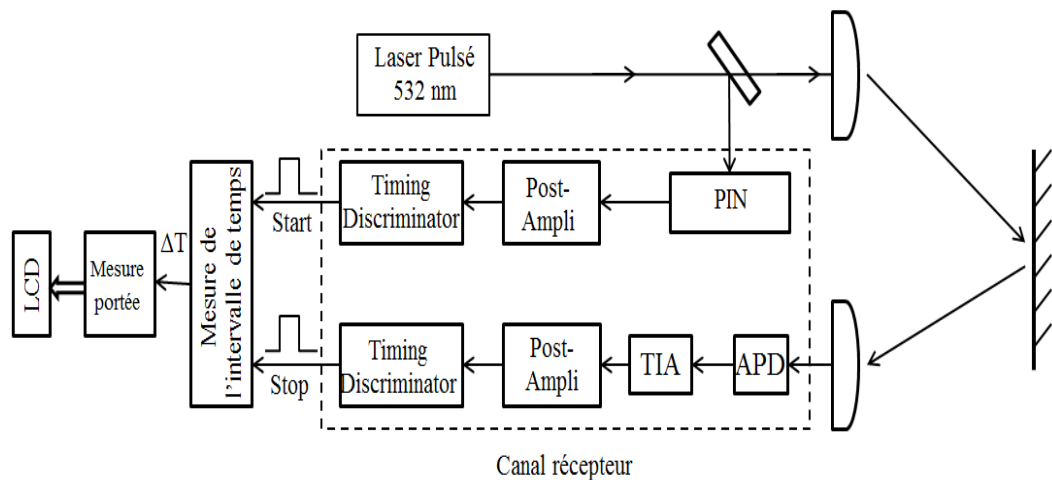 Laser Pulsé
532 nm
PIN
Post-
Ampli
Timing
Discriminator
Start
Mesure de
l'intervalle de temps
ΔT
Mesure
portée
LCD
Stop
Timing
Discriminator
Post-
Ampli
TIA
APD
Canal récepteur